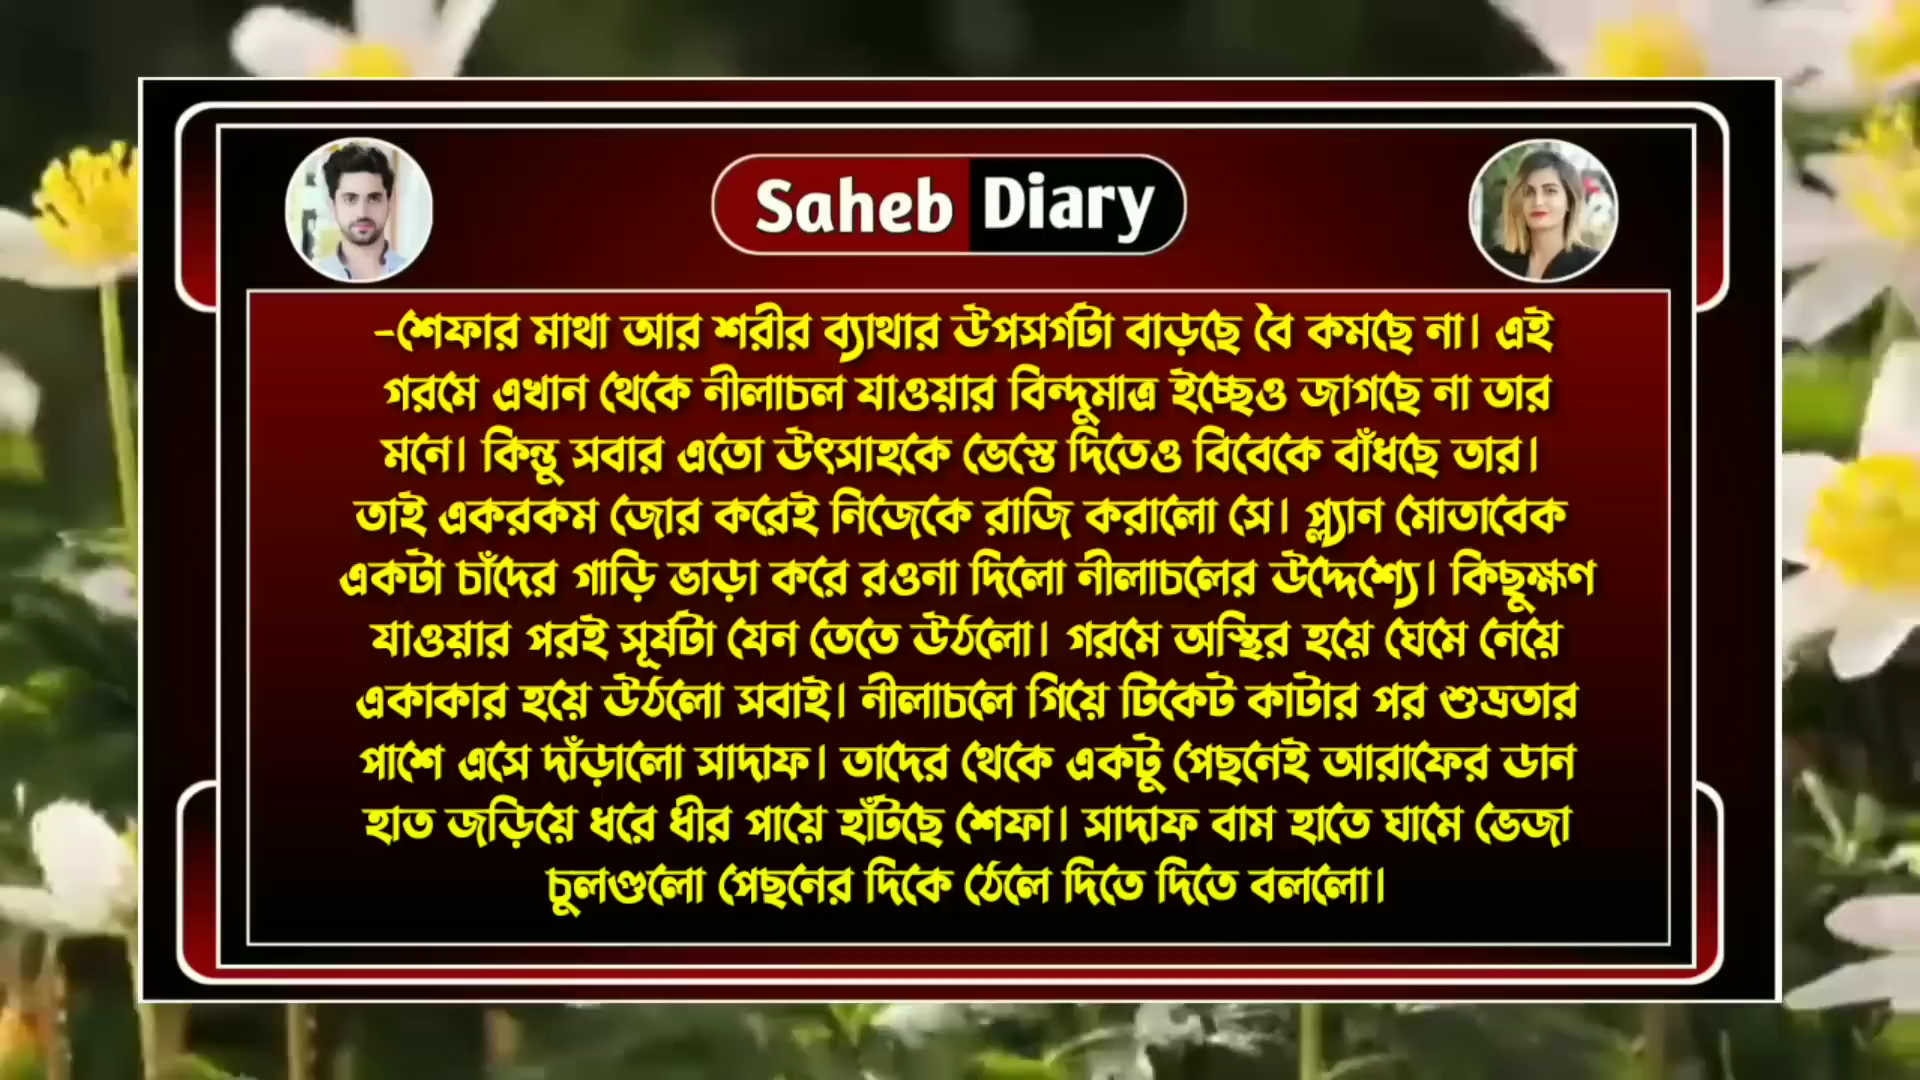 Saheb Diary
-শেফার মাথা আর শরীর ব্যাথার উপসর্গটা বাড়ছে বৈ কমছে না। এই
গরমে এখান থেকে নীলাচল যাওয়ার বিন্দুমাত্র ইচ্ছেও জাগছে না তার
মনে। কিন্তু সবার এতো উৎসাহকে ভেস্তে দিতেও বিবেকে বাঁধছে তার।
তাই একরকম জোর করেই নিজেকে রাজি করালো সে। প্ল্যান মোতাবেক
একটা চাঁদের গাড়ি ভাড়া করে রওনা দিলো নীলাচলের উদ্দেশ্যে। কিছুক্ষণ
যাওয়ার পরই সূর্যটা যেন তেতে উঠলো। গরমে অস্থির হয়ে ঘেমে নেয়ে
একাকার হয়ে উঠলো সবাই। নীলাচলে গিয়ে টিকেট কাটার পর শুভ্রতার
পাশে এসে দাঁড়ালো সাদাফ। তাদের থেকে একটু পেছনেই আরাফের ডান
হাত জড়িয়ে ধরে ধীর পায়ে হাঁটছে শেফা। সাদাফ বাম হাতে ঘামে ভেজা
চুলগুলো পেছনের দিকে ঠেলে দিতে দিতে বললো।